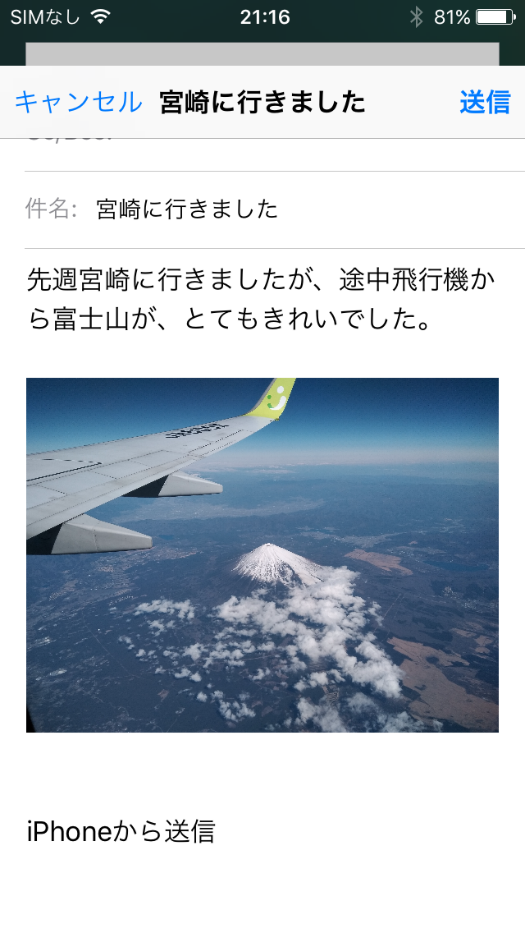 SIMなし 21:16 81%
キャンセル 宮崎に行きました 送信
件名: 宮崎に行きました
先週宮崎に行きましたが、途中飛行機か
ら富士山が、とてもきれいでした。
iPhoneから送信